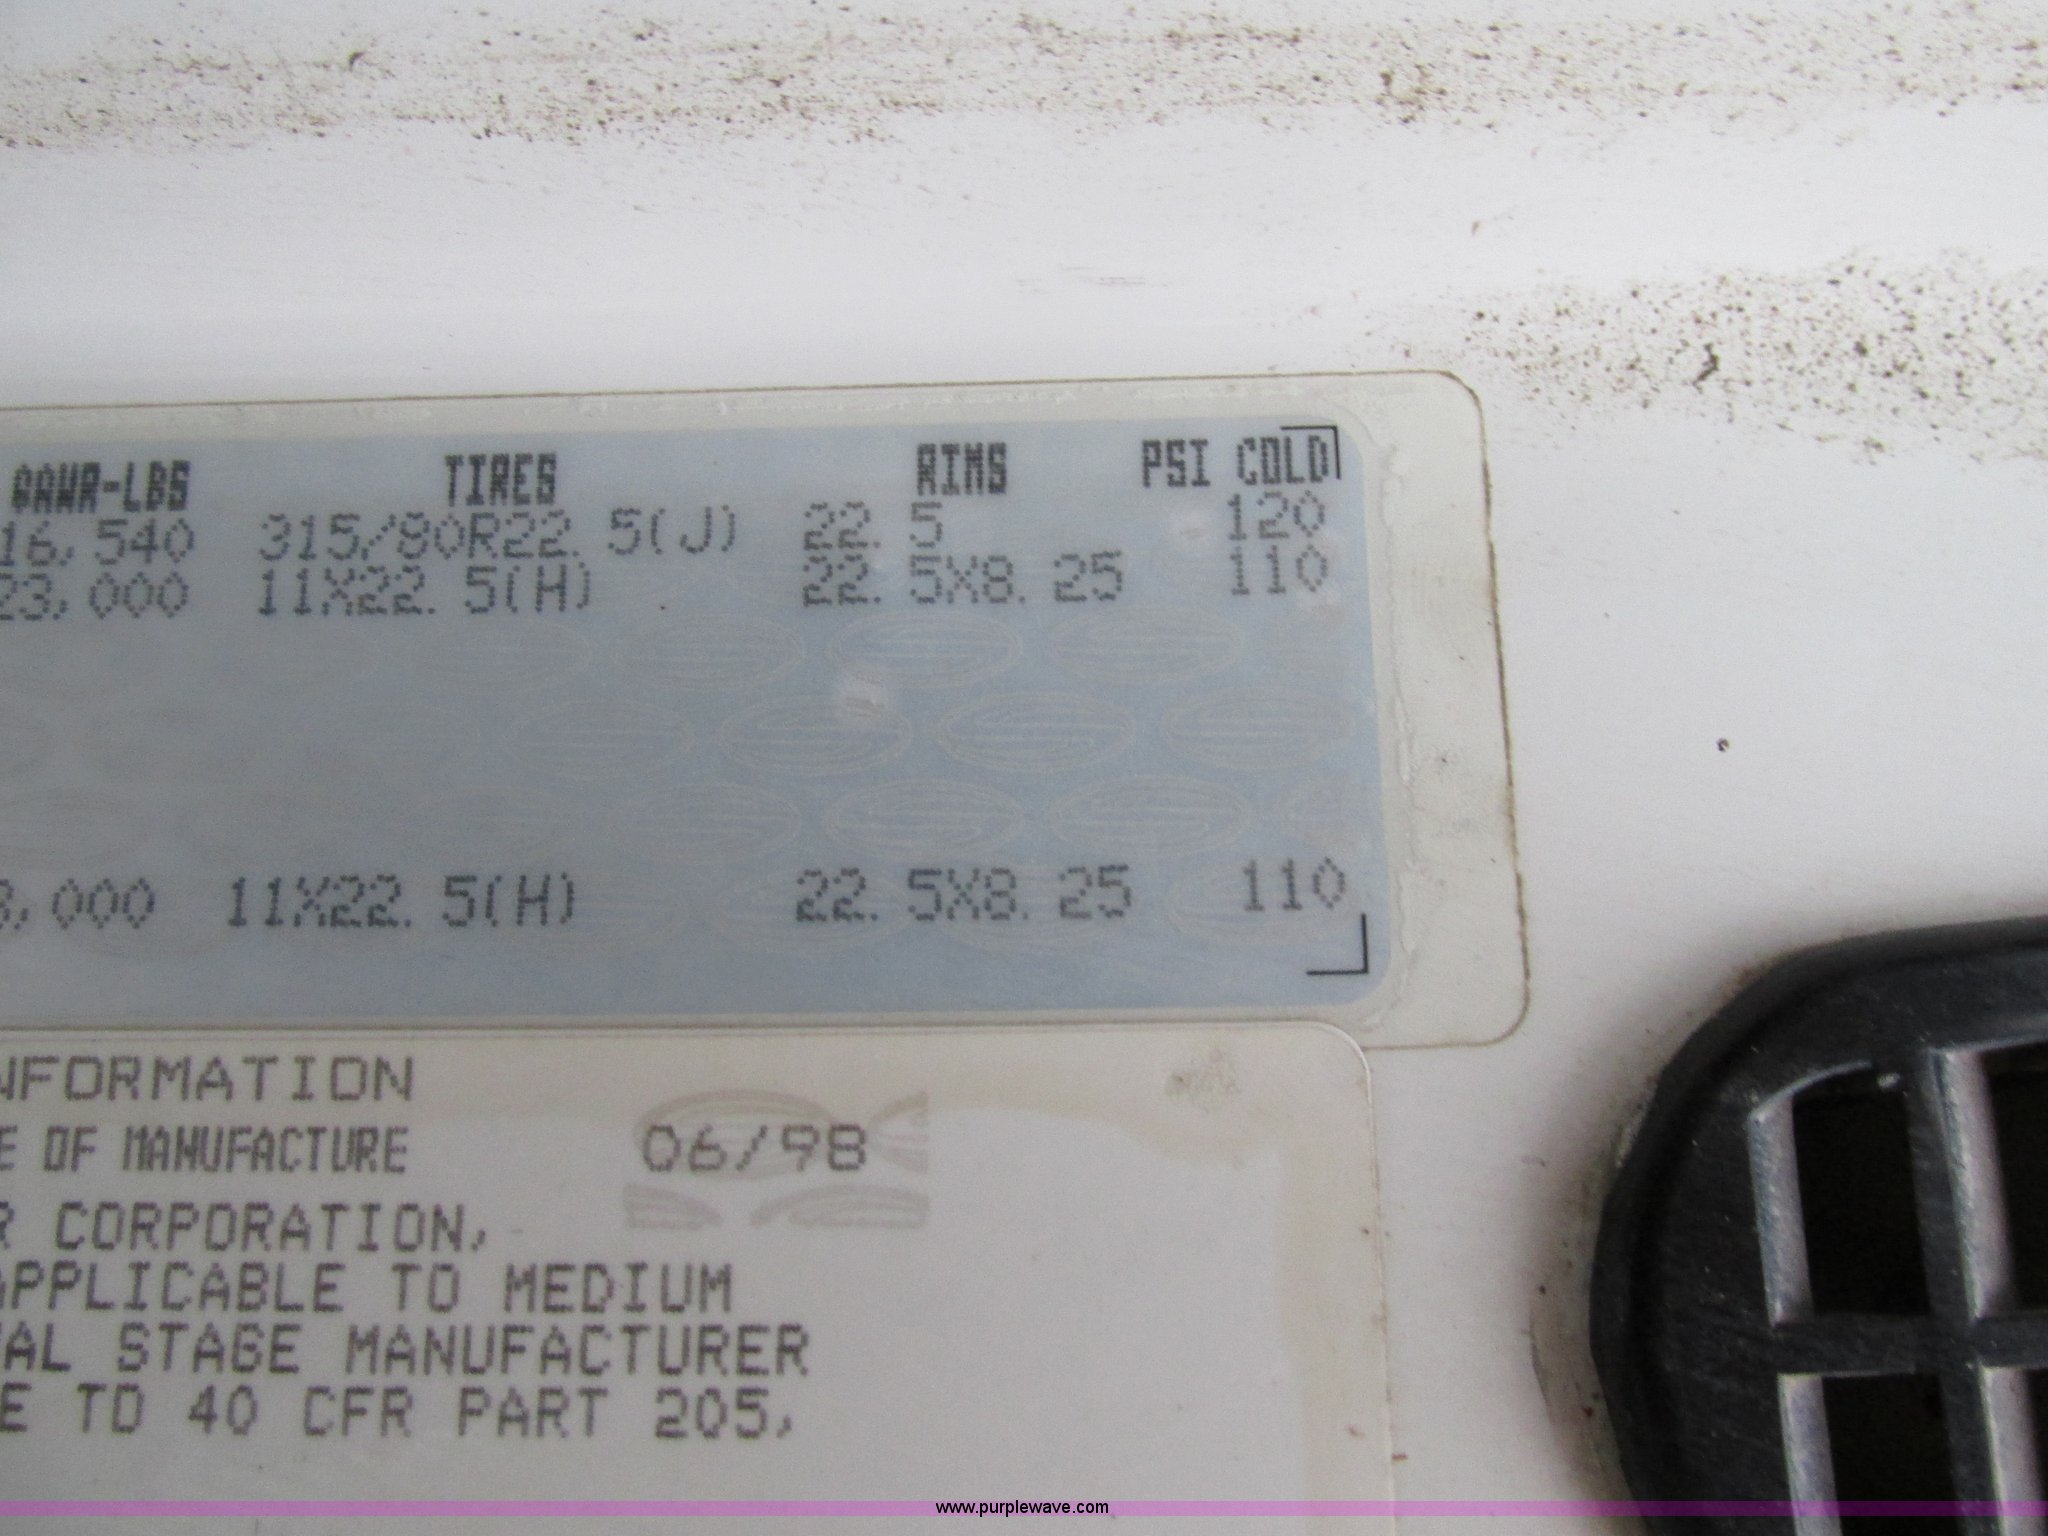 GAWR-LBS TIRES RIMS PSI COLD
16,540 315/80R22.5(J) 22.5 120
23,000 11X22.5(H) 22.5X8.25 110
3,000 11X22.5(H) 22.5X8.25 110
NFORMATION
E OF MANUFACTURE 06/98
R CORPORATION,
APPLICABLE TO MEDIUM
AL STAGE MANUFACTURER
E TO 40 CFR PART 205,
www.purplewave.com